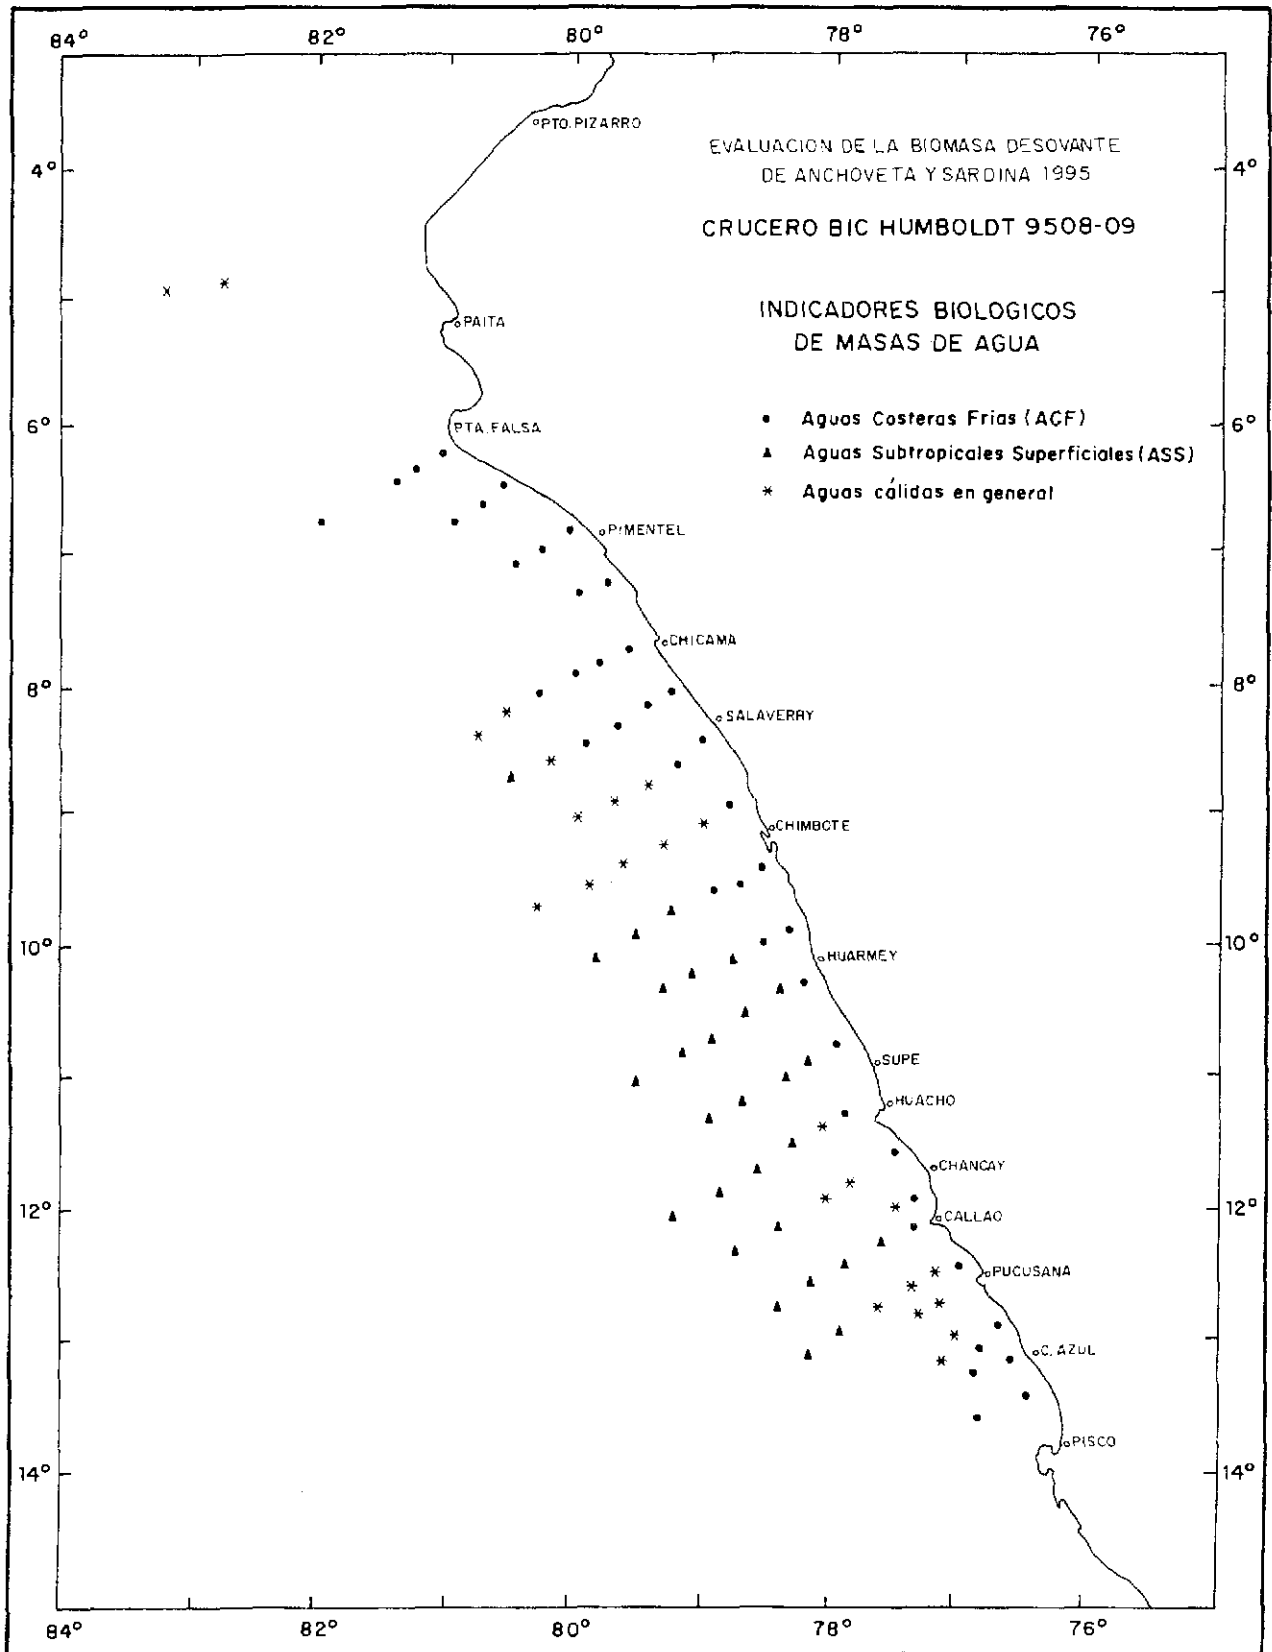 84° 82° 80° 78° 76°
PTO. PIZARRO
EVALUACION DE LA BIOMASA DESOVANTE
DE ANCHOVETA Y SARDINA 1995
4° 4°
CRUCERO BIC HUMBOLDT 9508-09
INDICADORES BIOLOGICOS
PAITA
DE MASAS DE AGUA
Aguas Costeras Frias (ACF)
6° PTA. FALSA 6°
Aguas Subtropicales Superficiales (ASS)
Aguas cálidas en general
PIMENTEL
CHICAMA
8° 8°
SALAVERRY
CHIMBOTE
10° 10°
HUARMEY
SUPE
HUACHO
CHANCAY
12° CALLAO 12°
PUCUSANA
C. AZUL
PISCO
14° 14°
84° 82° 80° 78° 76°